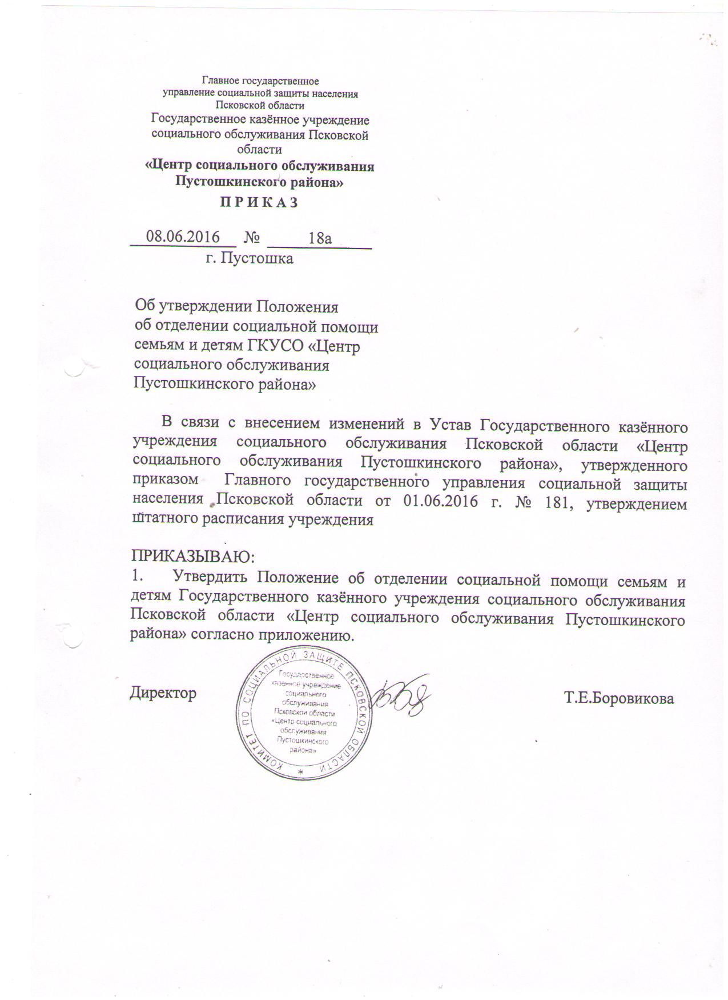 Главное государственное
управление социальной защиты населения
Псковской области
Государственное казённое учреждение
социального обслуживания Псковской
области
«Центр социального обслуживания
Пустошкинского района»
П Р И К А З
08.06.2016 № 18а
г. Пустошка
Об утверждении Положения
об отделении социальной помощи
семьям и детям ГКУСО «Центр
социального обслуживания
Пустошкинского района»
В связи с внесением изменений в Устав Государственного казённого
учреждения социального обслуживания Псковской области «Центр
социального обслуживания Пустошкинского района», утвержденного
приказом Главного государственного управления социальной защиты
населения Псковской области от 01.06.2016 г. № 181, утверждением
штатного расписания учреждения
ПРИКАЗЫВАЮ:
1. Утвердить Положение об отделении социальной помощи семьям и
детям Государственного казённого учреждения социального обслуживания
Псковской области «Центр социального обслуживания Пустошкинского
района» согласно приложению.
Директор Т.Е.Боровикова
КОМИТЕТ ПО СОЦИАЛЬНОЙ ЗАЩИТЕ ПСКОВСКОЙ ОБЛАСТИ *
Государственное
казенное учреждение
социального
обслуживания
Псковской области
«Центр социального
обслуживания
Пустошкинского
района»